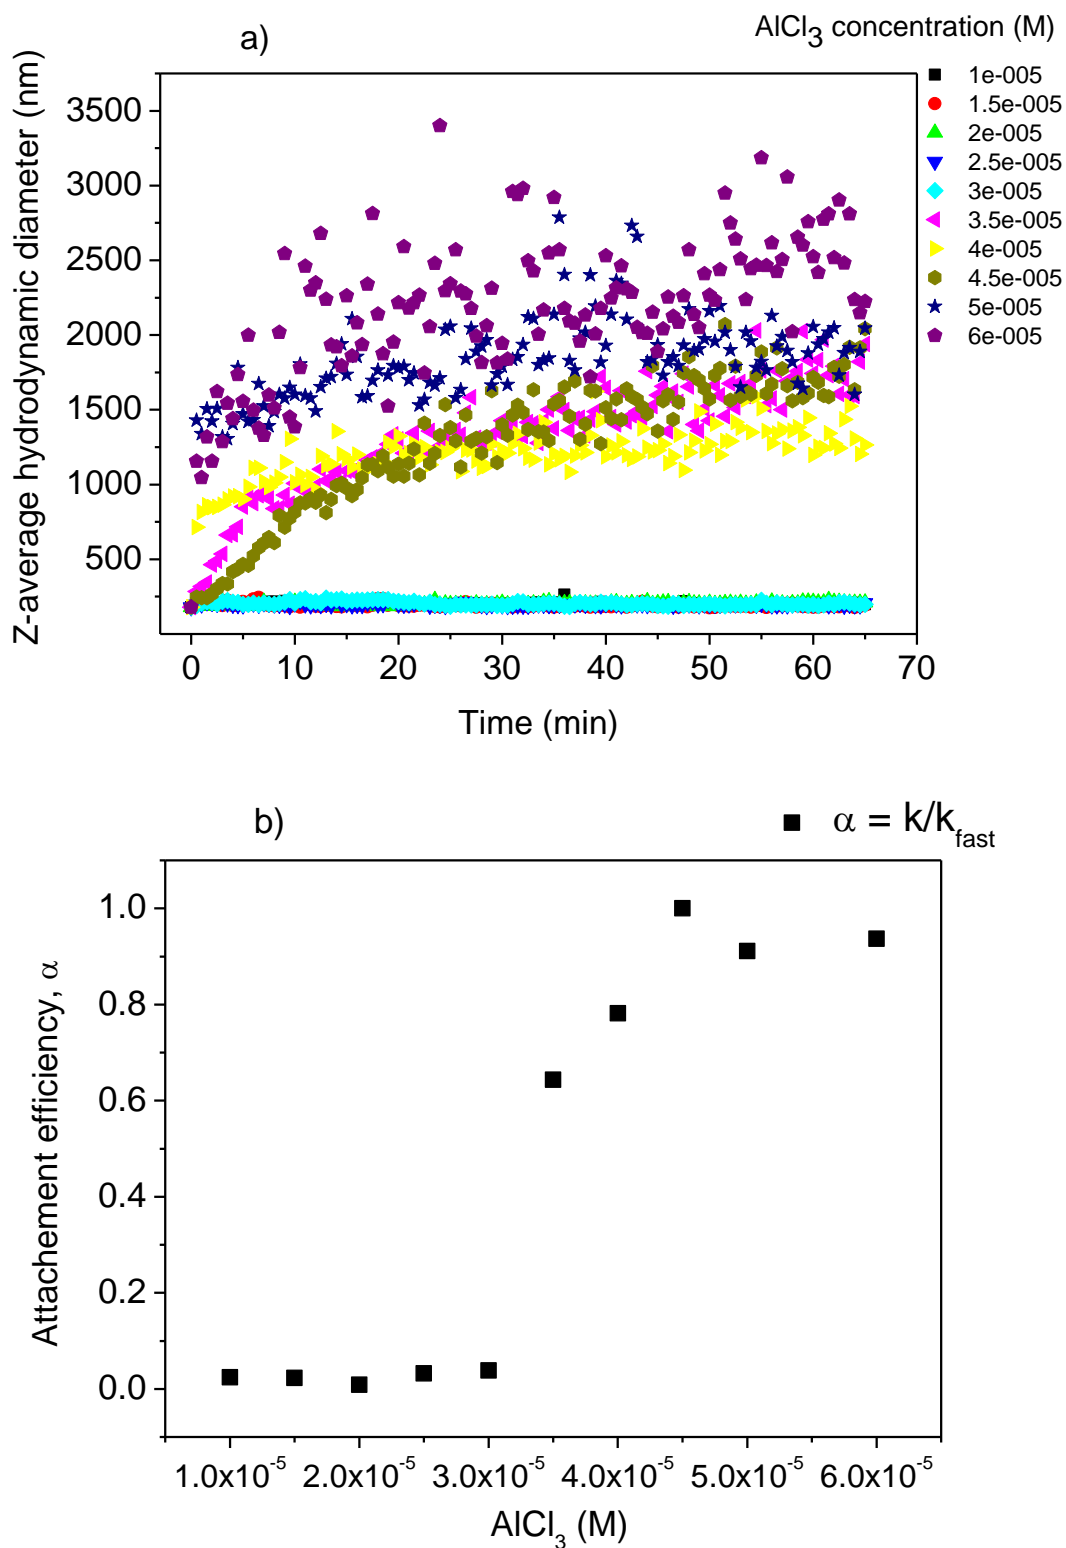 a)
AlCl3 concentration (M)
1e-005
1.5e-005
2e-005
2.5e-005
3e-005
3.5e-005
4e-005
4.5e-005
5e-005
6e-005
Z-average hydrodynamic diameter (nm)
3500
3000
2500
2000
1500
1000
500
0 10 20 30 40 50 60 70
Time (min)
b)
α = k/kfast
Attachement efficiency, α
1.0
0.8
0.6
0.4
0.2
0.0
1.0x10-5 2.0x10-5 3.0x10-5 4.0x10-5 5.0x10-5 6.0x10-5
AlCl3 (M)